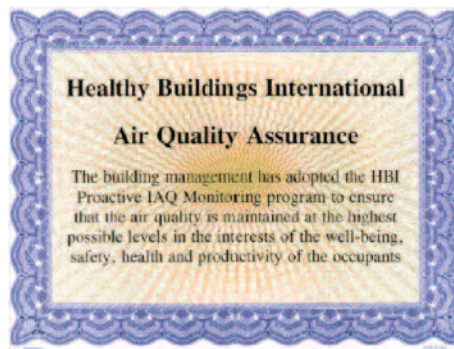 Healthy Buildings International
Air Quality Assurance
The building management has adopted the HBI
Proactive IAQ Monitoring program to ensure
that the air quality is maintained at the highest
possible levels in the interests of the well-being,
safety, health and productivity of the occupants